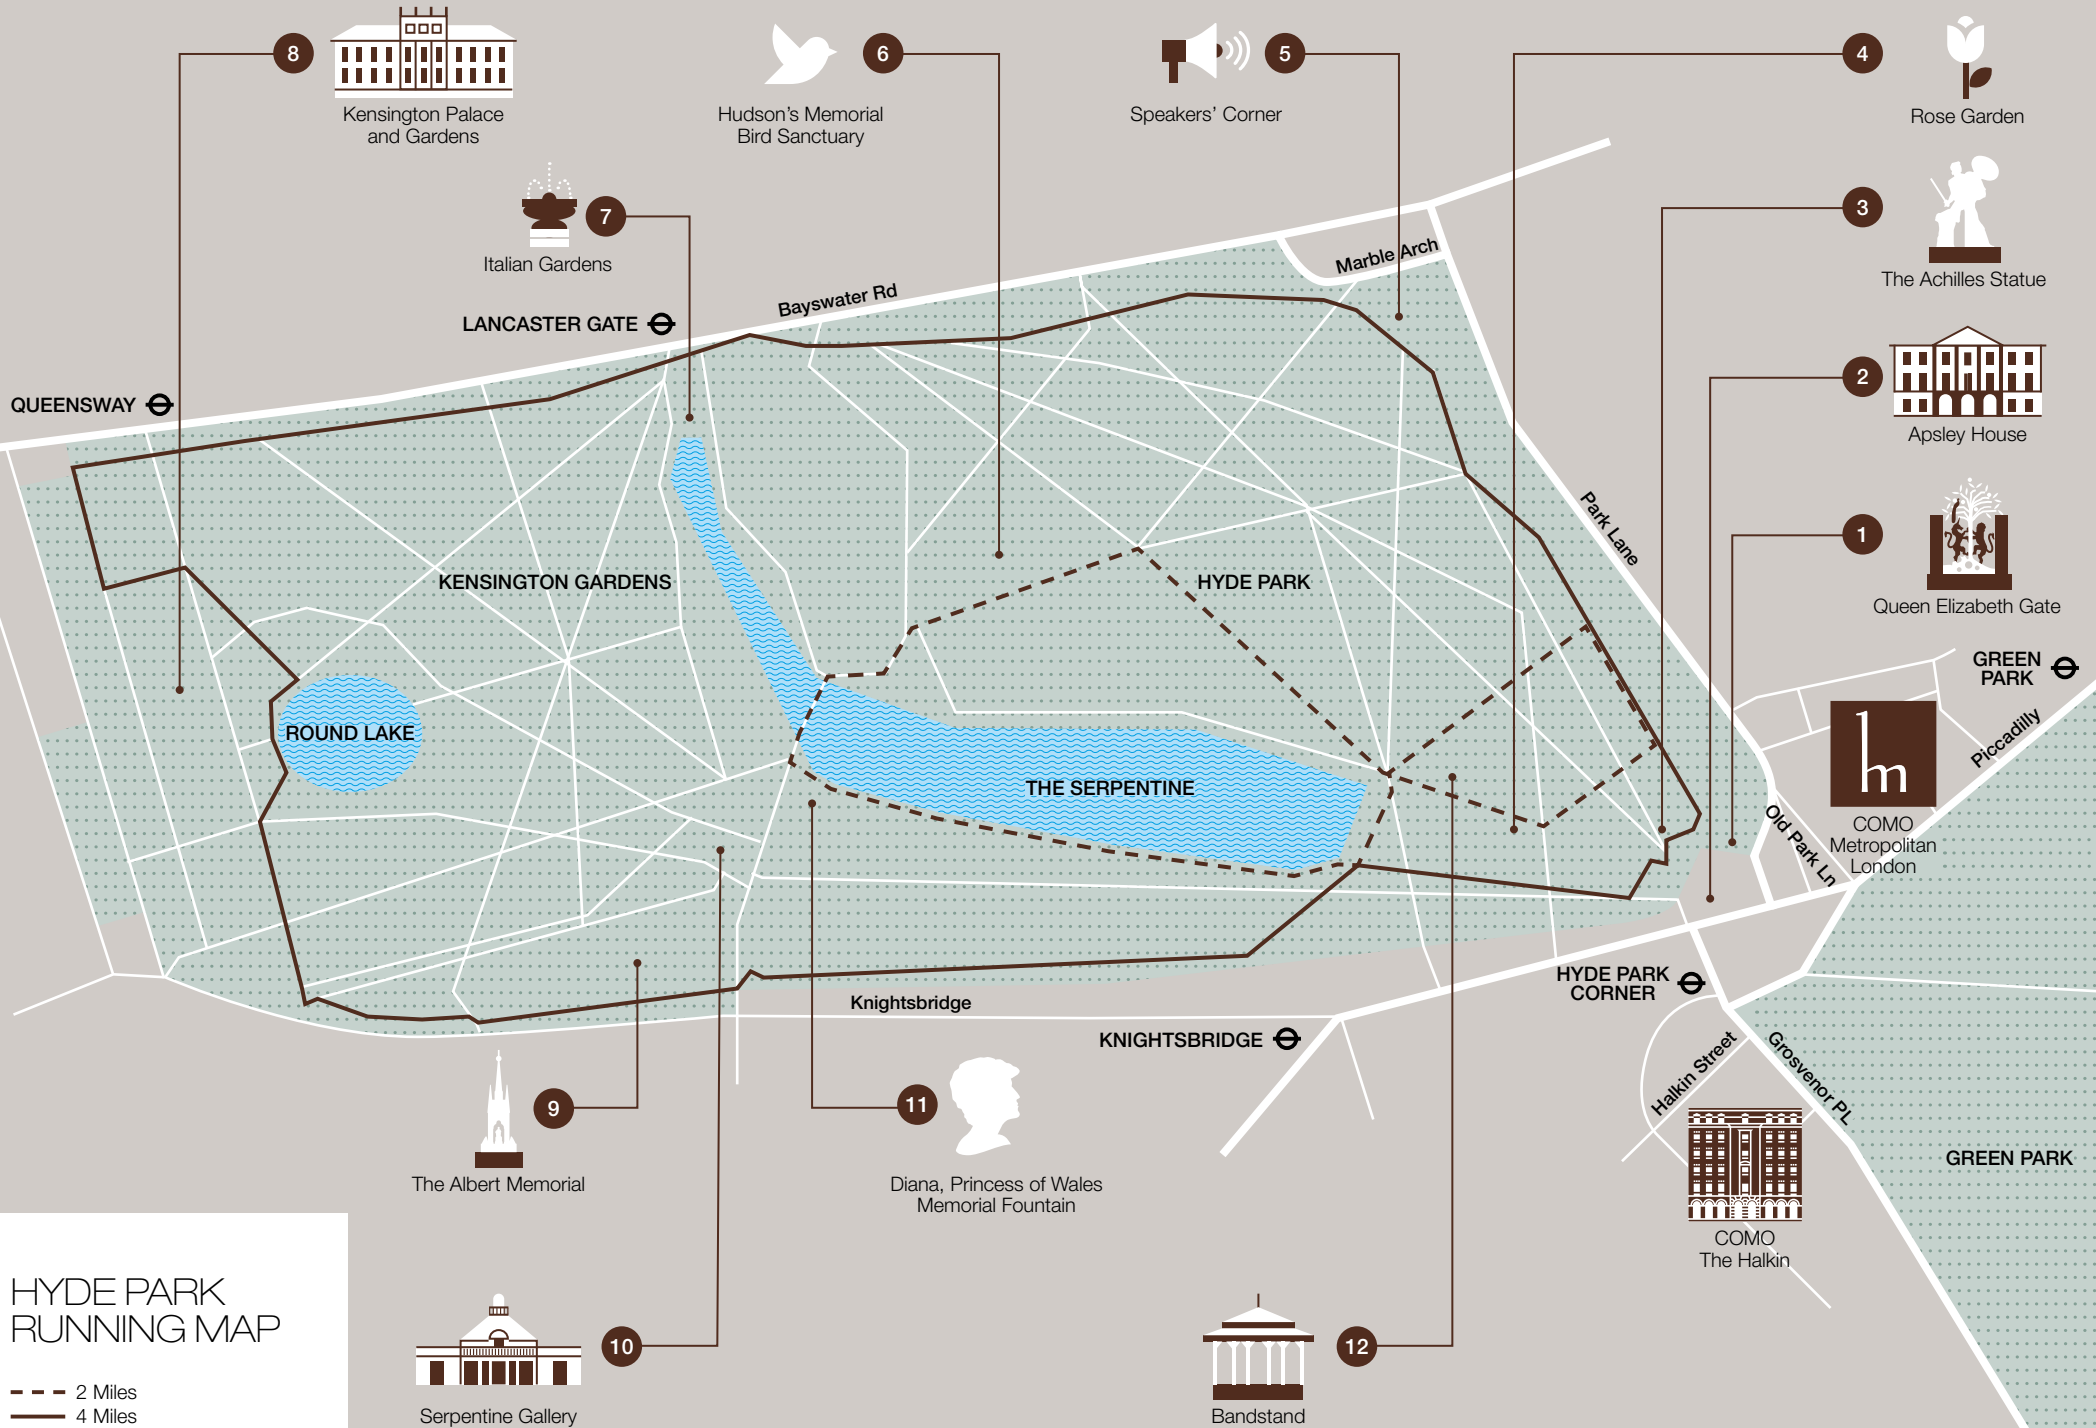 8
Kensington Palace
and Gardens
6
Hudson's Memorial
Bird Sanctuary
5
Speakers' Corner
4
Rose Garden
7
Italian Gardens
3
The Achilles Statue
Marble Arch
Bayswater Rd
LANCASTER GATE
QUEENSWAY
2
Apsley House
Park Lane
1
Queen Elizabeth Gate
KENSINGTON GARDENS
HYDE PARK
GREEN
PARK
Piccadilly
ROUND LAKE
THE SERPENTINE
hm
COMO
Metropolitan
London
Old Park Ln
HYDE PARK
CORNER
Knightsbridge
KNIGHTSBRIDGE
Halkin Street
Grosvenor PL
9
The Albert Memorial
11
Diana, Princess of Wales
Memorial Fountain
GREEN PARK
COMO
The Halkin
HYDE PARK
RUNNING MAP
2 Miles
4 Miles
10
Serpentine Gallery
12
Bandstand